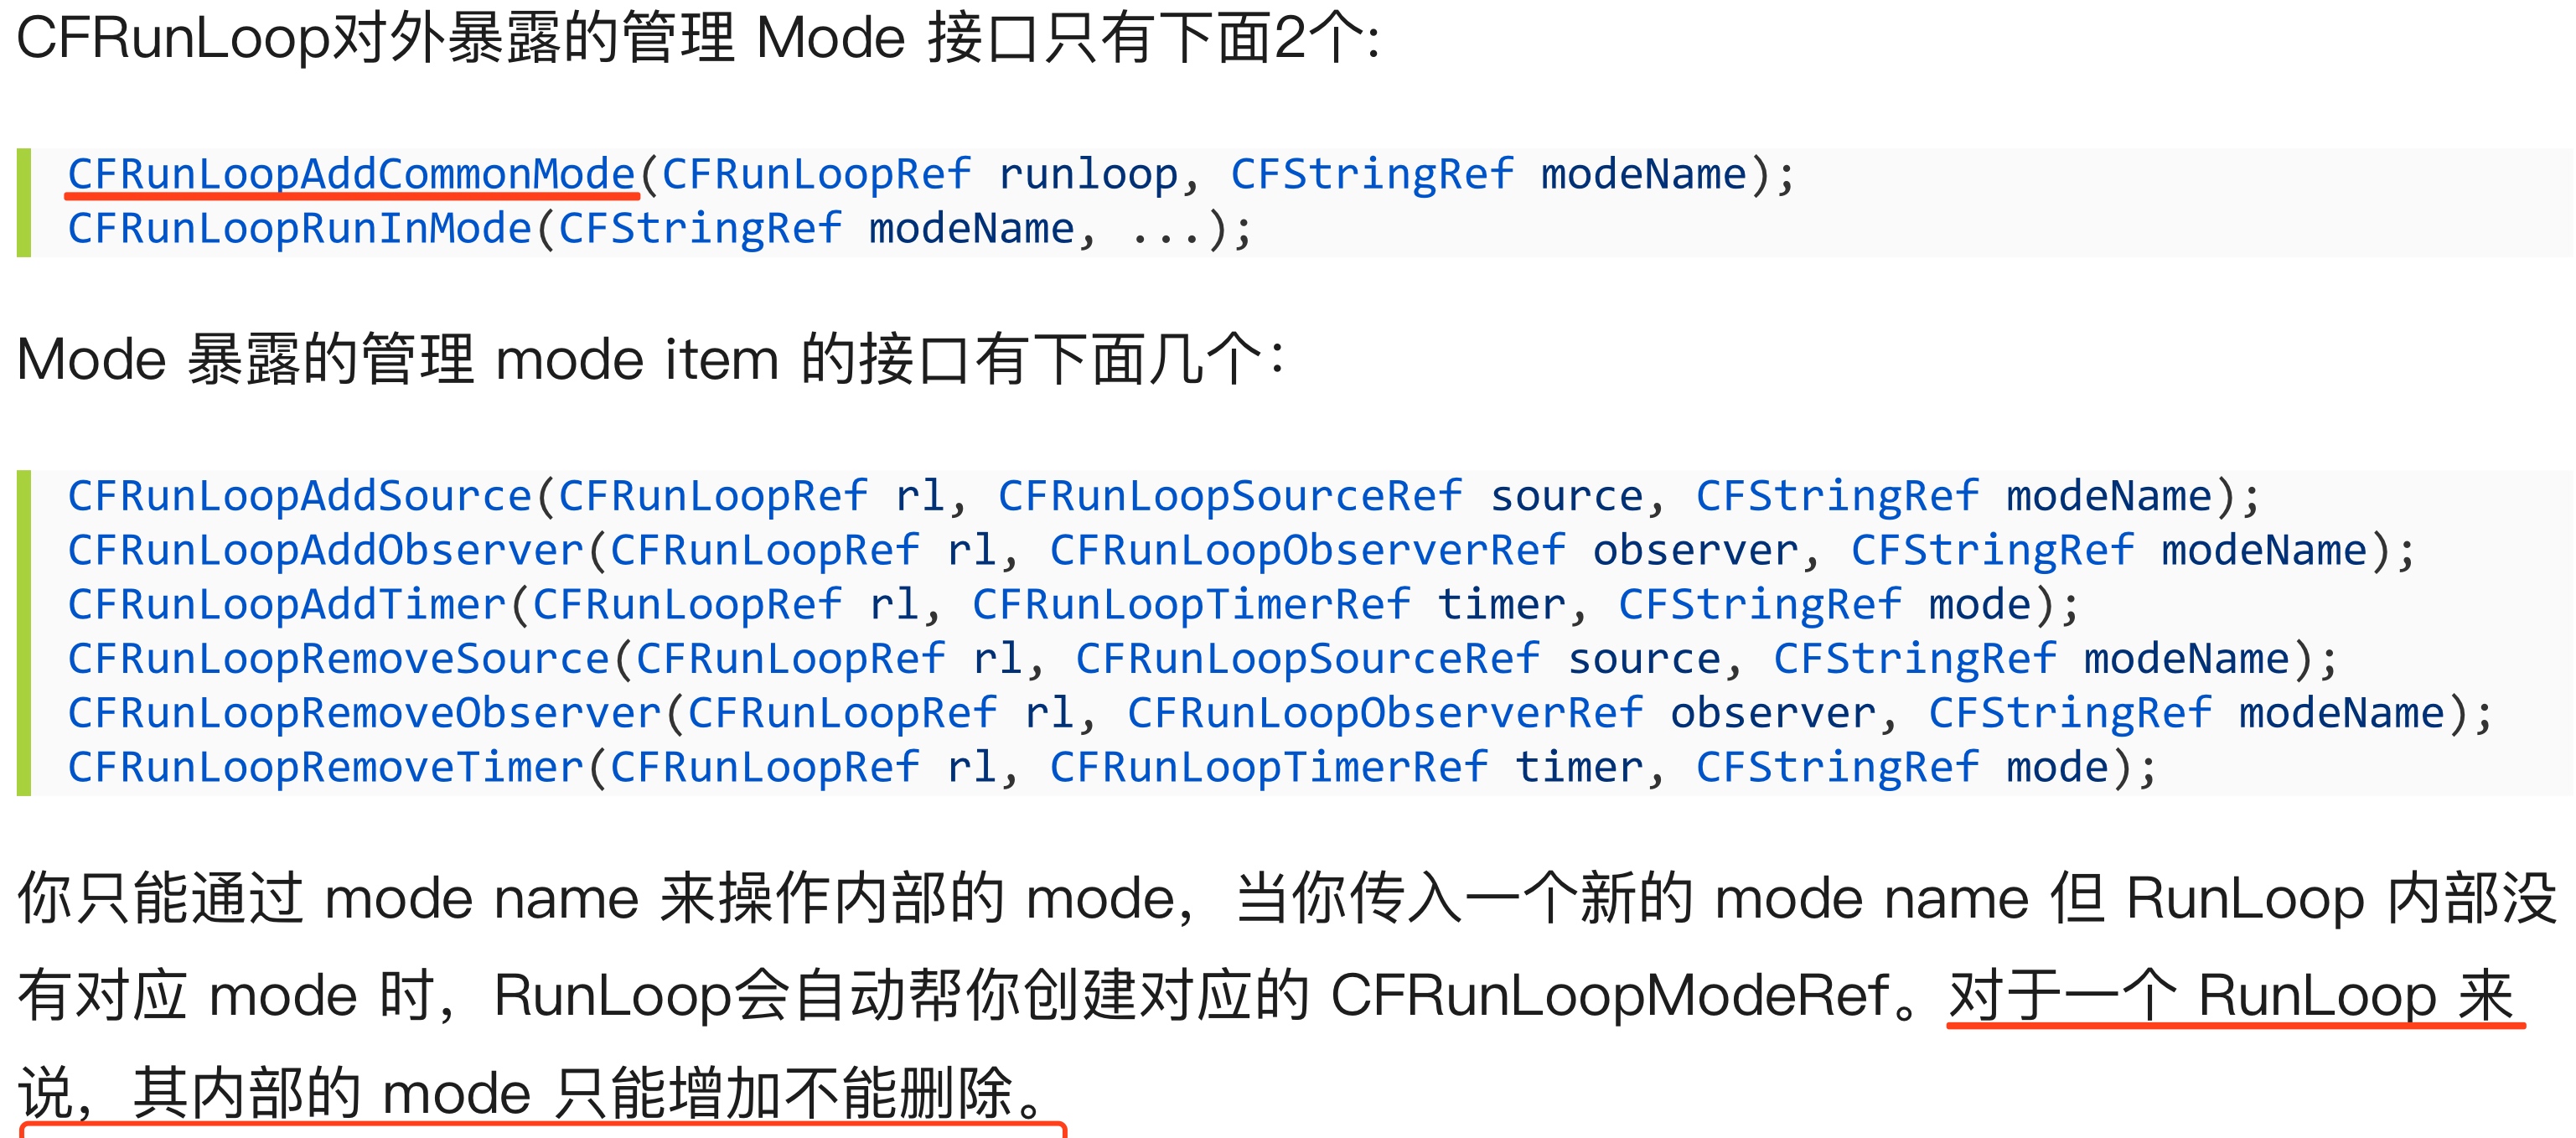 CFRunLoop对外暴露的管理 Mode 接口只有下面2个:
CFRunLoopAddCommonMode(CFRunLoopRef runloop, CFStringRef modeName);
CFRunLoopRunInMode(CFStringRef modeName, ...);
Mode 暴露的管理 mode item 的接口有下面几个：
CFRunLoopAddSource(CFRunLoopRef rl, CFRunLoopSourceRef source, CFStringRef modeName);
CFRunLoopAddObserver(CFRunLoopRef rl, CFRunLoopObserverRef observer, CFStringRef modeName);
CFRunLoopAddTimer(CFRunLoopRef rl, CFRunLoopTimerRef timer, CFStringRef mode);
CFRunLoopRemoveSource(CFRunLoopRef rl, CFRunLoopSourceRef source, CFStringRef modeName);
CFRunLoopRemoveObserver(CFRunLoopRef rl, CFRunLoopObserverRef observer, CFStringRef modeName);
CFRunLoopRemoveTimer(CFRunLoopRef rl, CFRunLoopTimerRef timer, CFStringRef mode);
你只能通过 mode name 来操作内部的 mode，当你传入一个新的 mode name 但 RunLoop 内部没
有对应 mode 时，RunLoop会自动帮你创建对应的 CFRunLoopModeRef。对于一个 RunLoop 来
说，其内部的 mode 只能增加不能删除。